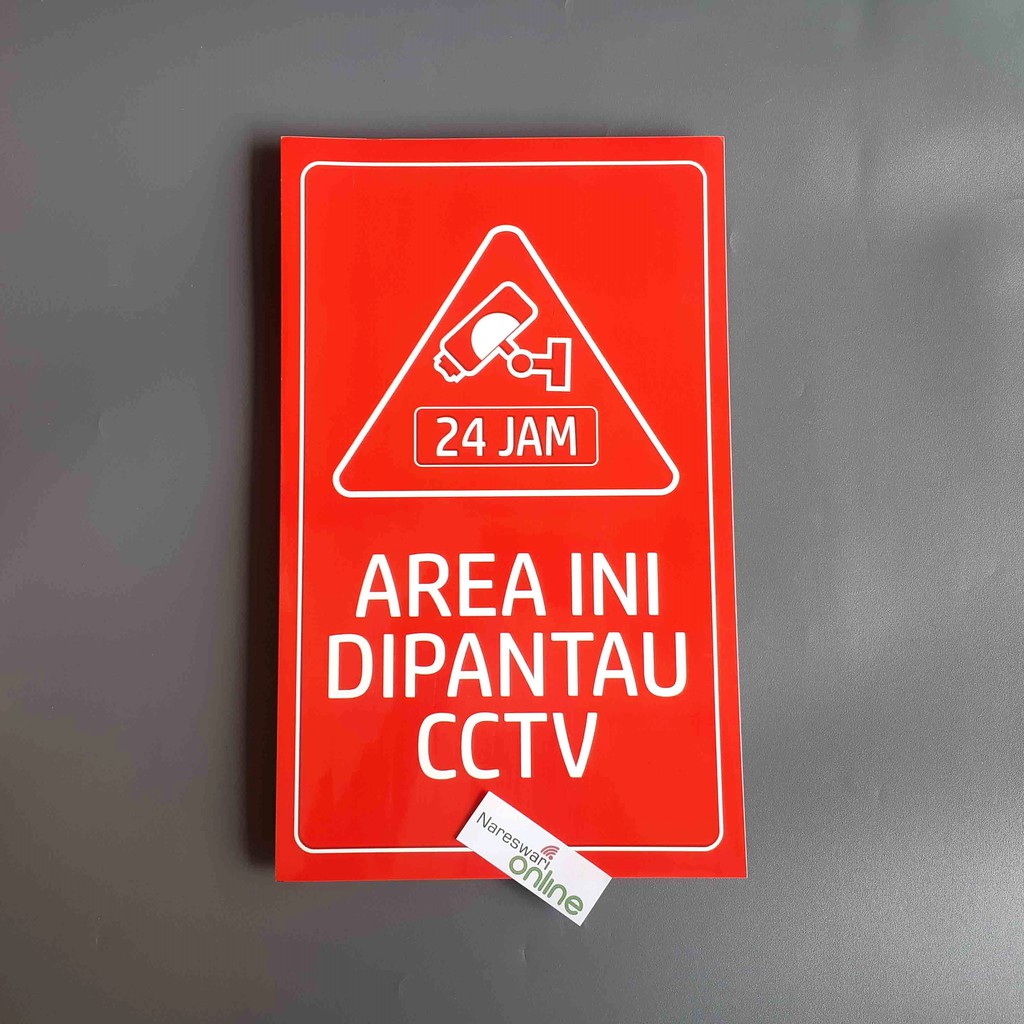 24 JAM
AREA INI
DIPANTAU
CCTV
Nareswari
online